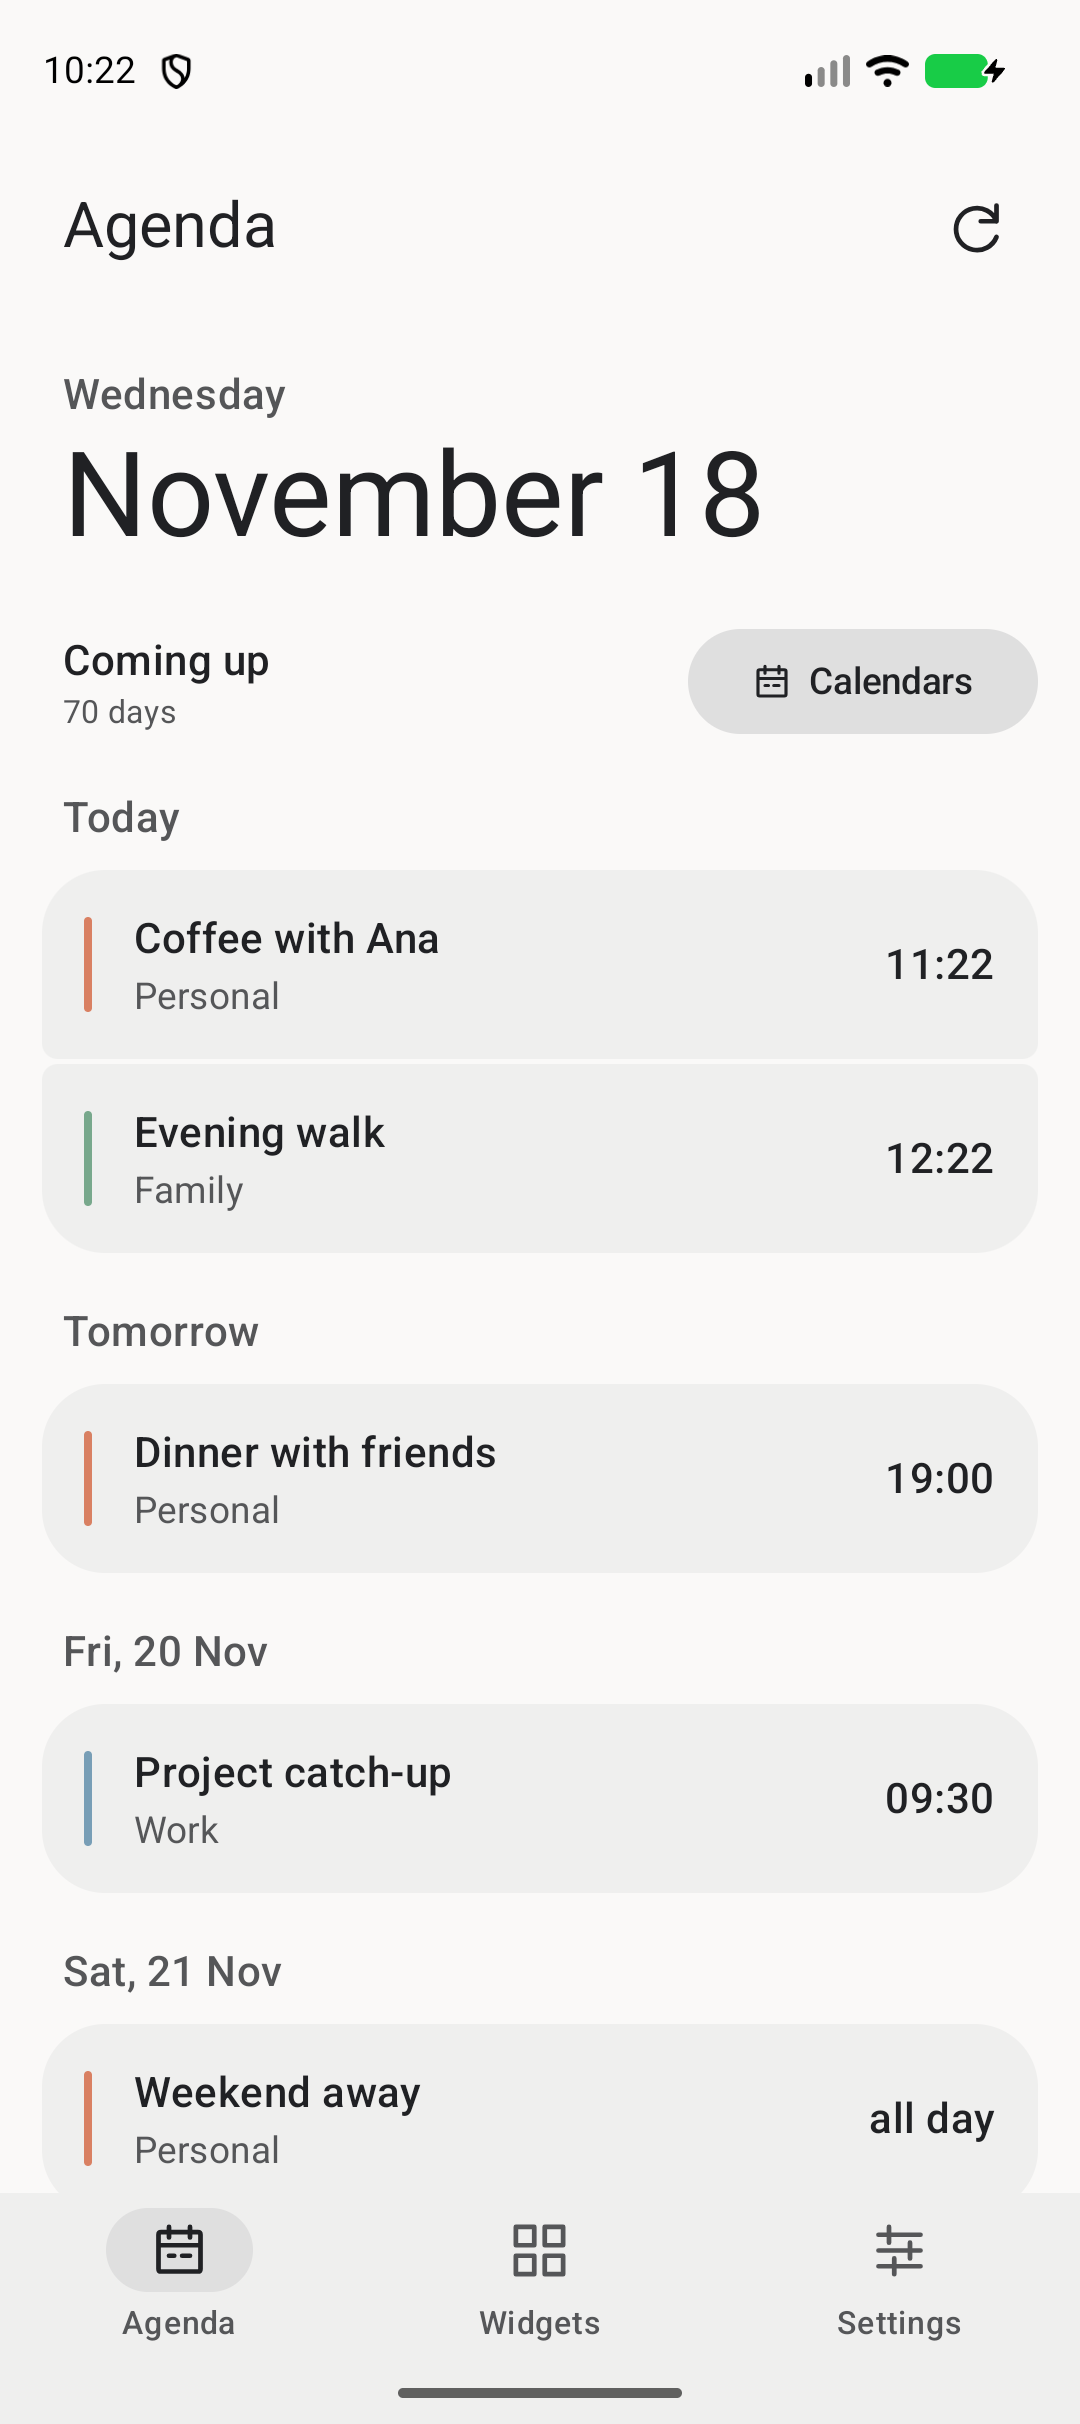 10:22
Agenda
Wednesday
November 18
Coming up
70 days
Calendars
Today
Coffee with Ana
Personal
11:22
Evening walk
Family
12:22
Tomorrow
Dinner with friends
Personal
19:00
Fri, 20 Nov
Project catch-up
Work
09:30
Sat, 21 Nov
Weekend away
Personal
all day
Agenda
Widgets
Settings